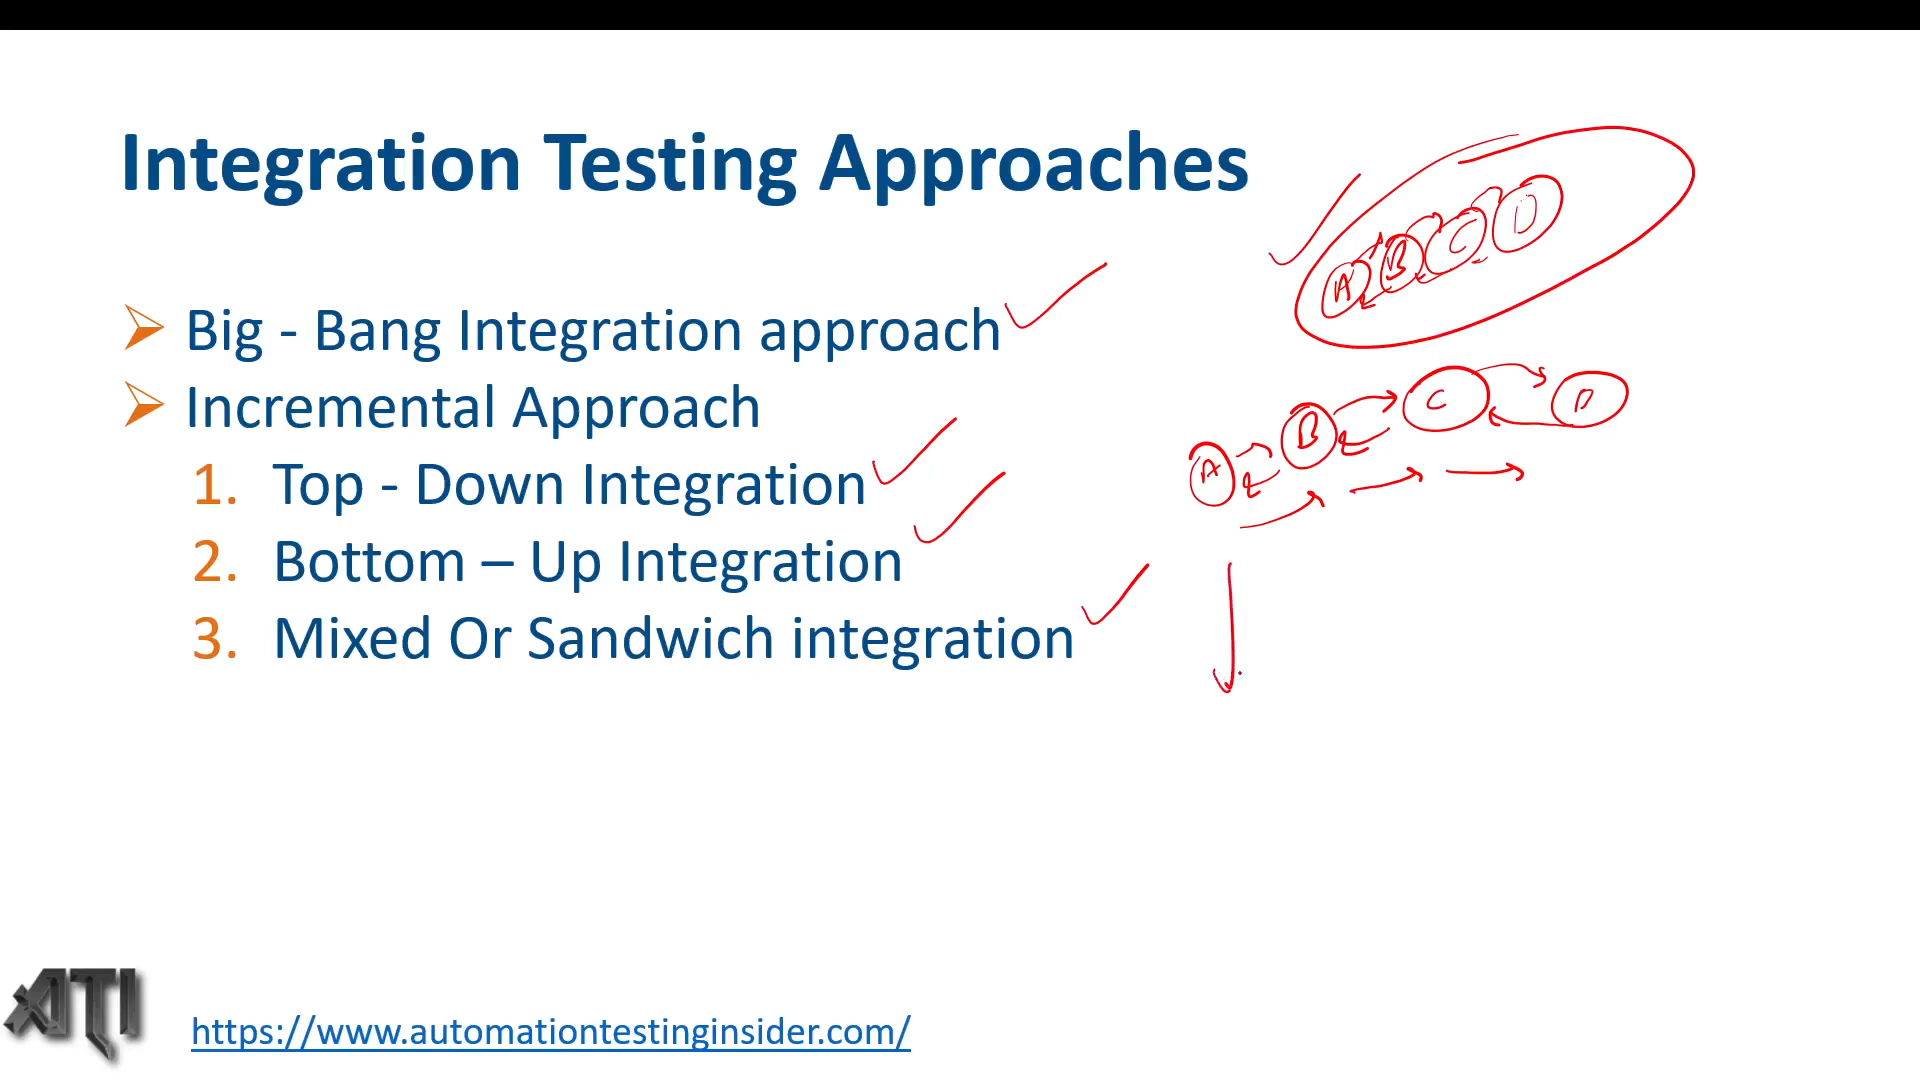 Integration Testing Approaches
Big - Bang Integration approach
Incremental Approach
1. Top - Down Integration
2. Bottom – Up Integration
3. Mixed Or Sandwich integration
A B C D
A B C D
ATI
https://www.automationtestinginsider.com/